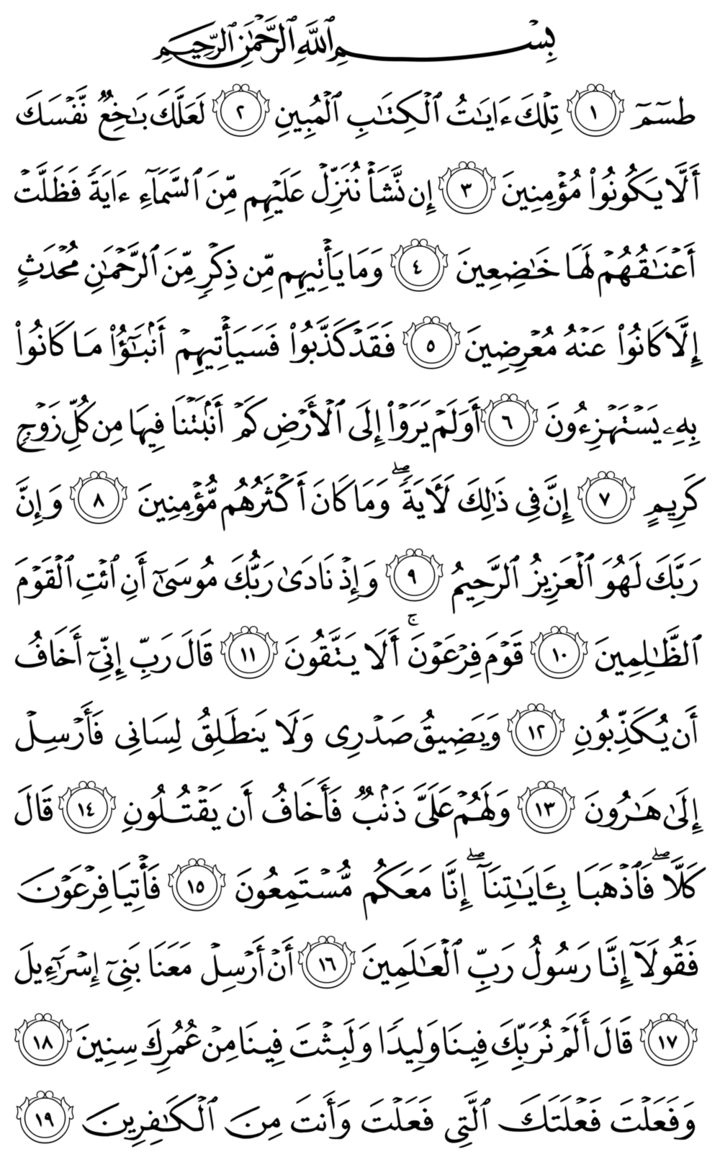 بِسْمِ ٱللَّهِ ٱلرَّحْمَٰنِ ٱلرَّحِيمِ
طسٓمٓ ١ تِلْكَ ءَايَٰتُ ٱلْكِتَٰبِ ٱلْمُبِينِ ٢ لَعَلَّكَ بَٰخِعٌ نَّفْسَكَ
أَلَّا يَكُونُوا۟ مُؤْمِنِينَ ٣ إِن نَّشَأْ نُنَزِّلْ عَلَيْهِم مِّنَ ٱلسَّمَآءِ ءَايَةً فَظَلَّتْ
أَعْنَٰقُهُمْ لَهَا خَٰضِعِينَ ٤ وَمَا يَأْتِيهِم مِّن ذِكْرٍ مِّنَ ٱلرَّحْمَٰنِ مُحْدَثٍ
إِلَّا كَانُوا۟ عَنْهُ مُعْرِضِينَ ٥ فَقَدْ كَذَّبُوا۟ فَسَيَأْتِيهِمْ أَنۢبَٰٓؤُا۟ مَا كَانُوا۟
بِهِۦ يَسْتَهْزِءُونَ ٦ أَوَلَمْ يَرَوْا۟ إِلَى ٱلْأَرْضِ كَمْ أَنۢبَتْنَا فِيهَا مِن كُلِّ زَوْجٍ
كَرِيمٍ ٧ إِنَّ فِى ذَٰلِكَ لَءَايَةً ۖ وَمَا كَانَ أَكْثَرُهُم مُّؤْمِنِينَ ٨ وَإِنَّ
رَبَّكَ لَهُوَ ٱلْعَزِيزُ ٱلرَّحِيمُ ٩ وَإِذْ نَادَىٰ رَبُّكَ مُوسَىٰٓ أَنِ ٱئْتِ ٱلْقَوْمَ
ٱلظَّٰلِمِينَ ١٠ قَوْمَ فِرْعَوْنَ ۚ أَلَا يَتَّقُونَ ١١ قَالَ رَبِّ إِنِّىٓ أَخَافُ
أَن يُكَذِّبُونِ ١٢ وَيَضِيقُ صَدْرِى وَلَا يَنطَلِقُ لِسَانِى فَأَرْسِلْ
إِلَىٰ هَٰرُونَ ١٣ وَلَهُمْ عَلَىَّ ذَنۢبٌ فَأَخَافُ أَن يَقْتُلُونِ ١٤ قَالَ
كَلَّا ۖ فَٱذْهَبَا بِـَٔايَٰتِنَآ ۖ إِنَّا مَعَكُم مُّسْتَمِعُونَ ١٥ فَأْتِيَا فِرْعَوْنَ
فَقُولَآ إِنَّا رَسُولُ رَبِّ ٱلْعَٰلَمِينَ ١٦ أَنْ أَرْسِلْ مَعَنَا بَنِىٓ إِسْرَٰٓءِيلَ
١٧ قَالَ أَلَمْ نُرَبِّكَ فِينَا وَلِيدًا وَلَبِثْتَ فِينَا مِنْ عُمُرِكَ سِنِينَ ١٨
وَفَعَلْتَ فَعْلَتَكَ ٱلَّتِى فَعَلْتَ وَأَنتَ مِنَ ٱلْكَٰفِرِينَ ١٩